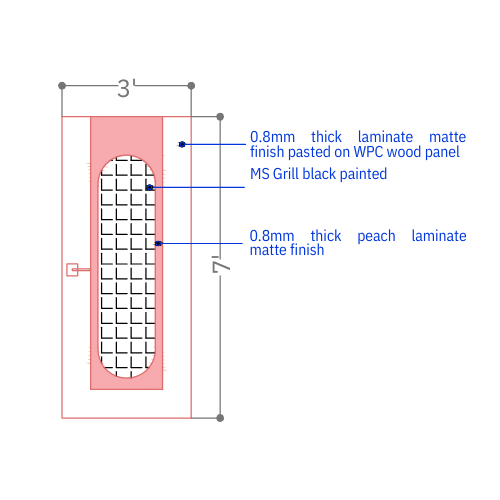 3'
0.8mm thick laminate matte
finish pasted on WPC wood panel
MS Grill black painted
0.8mm thick peach laminate
matte finish
7'